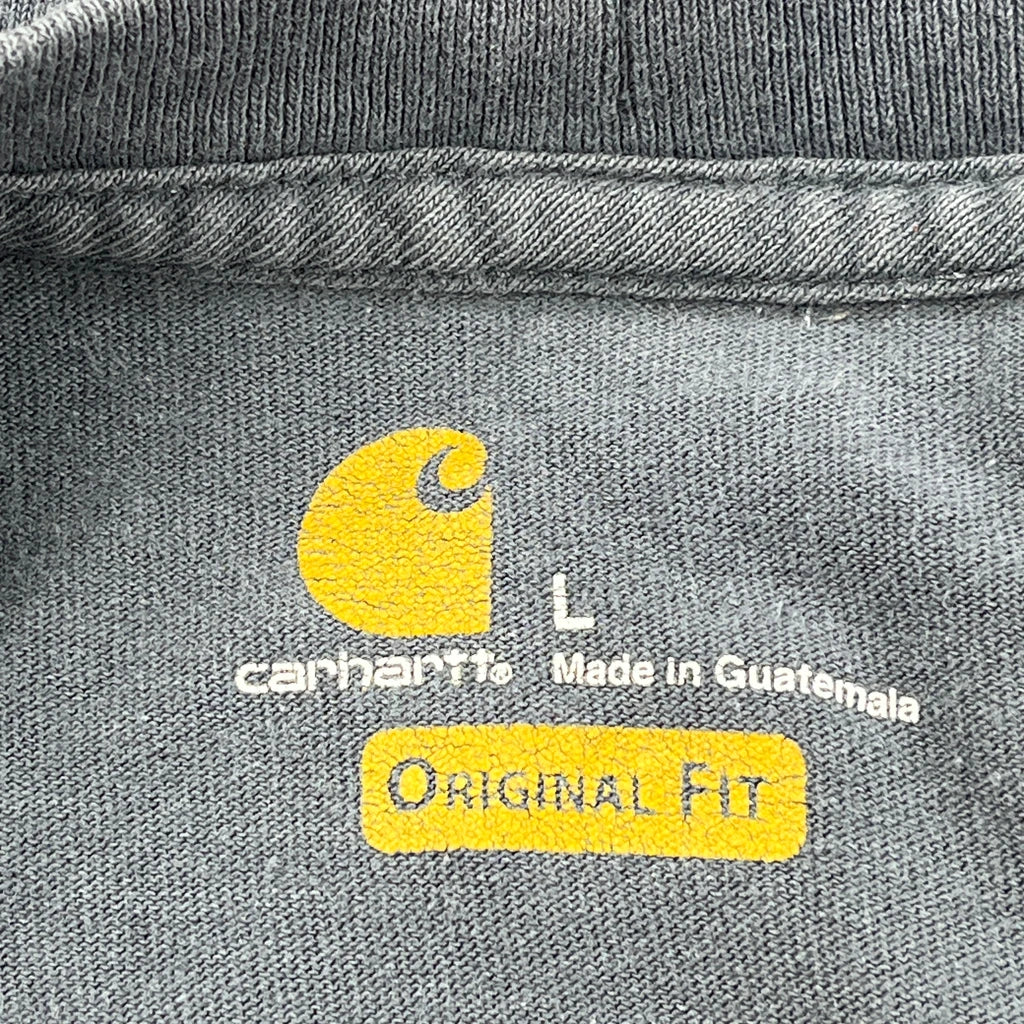 L
carhartt®
Made in Guatemala
ORIGINAL FIT